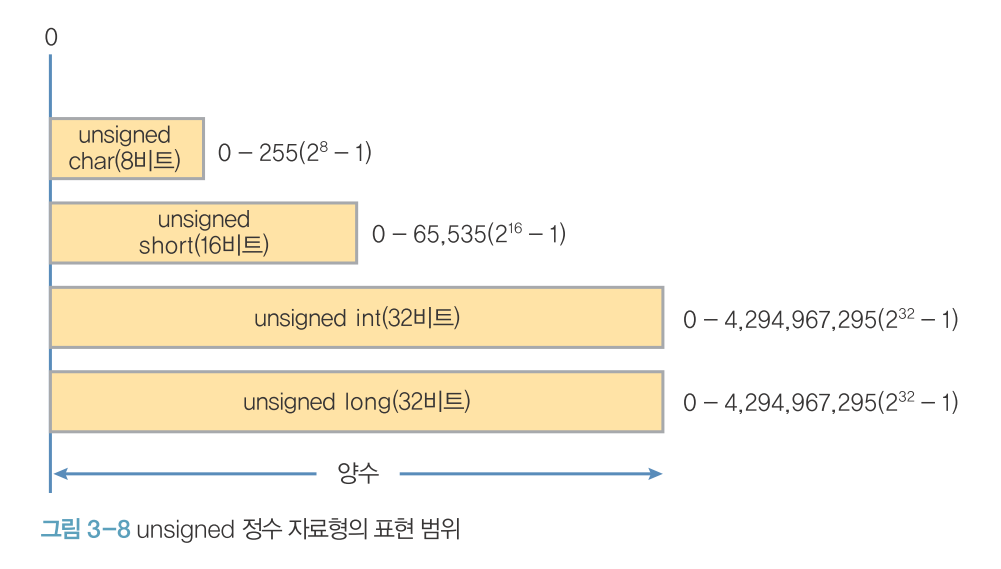 0
unsigned
char(8비트)
0 – 255(2⁸ – 1)
unsigned
short(16비트)
0 – 65,535(2¹⁶ – 1)
unsigned int(32비트)
0 – 4,294,967,295(2³² – 1)
unsigned long(32비트)
0 – 4,294,967,295(2³² – 1)
양수
그림 3–8 unsigned 정수 자료형의 표현 범위